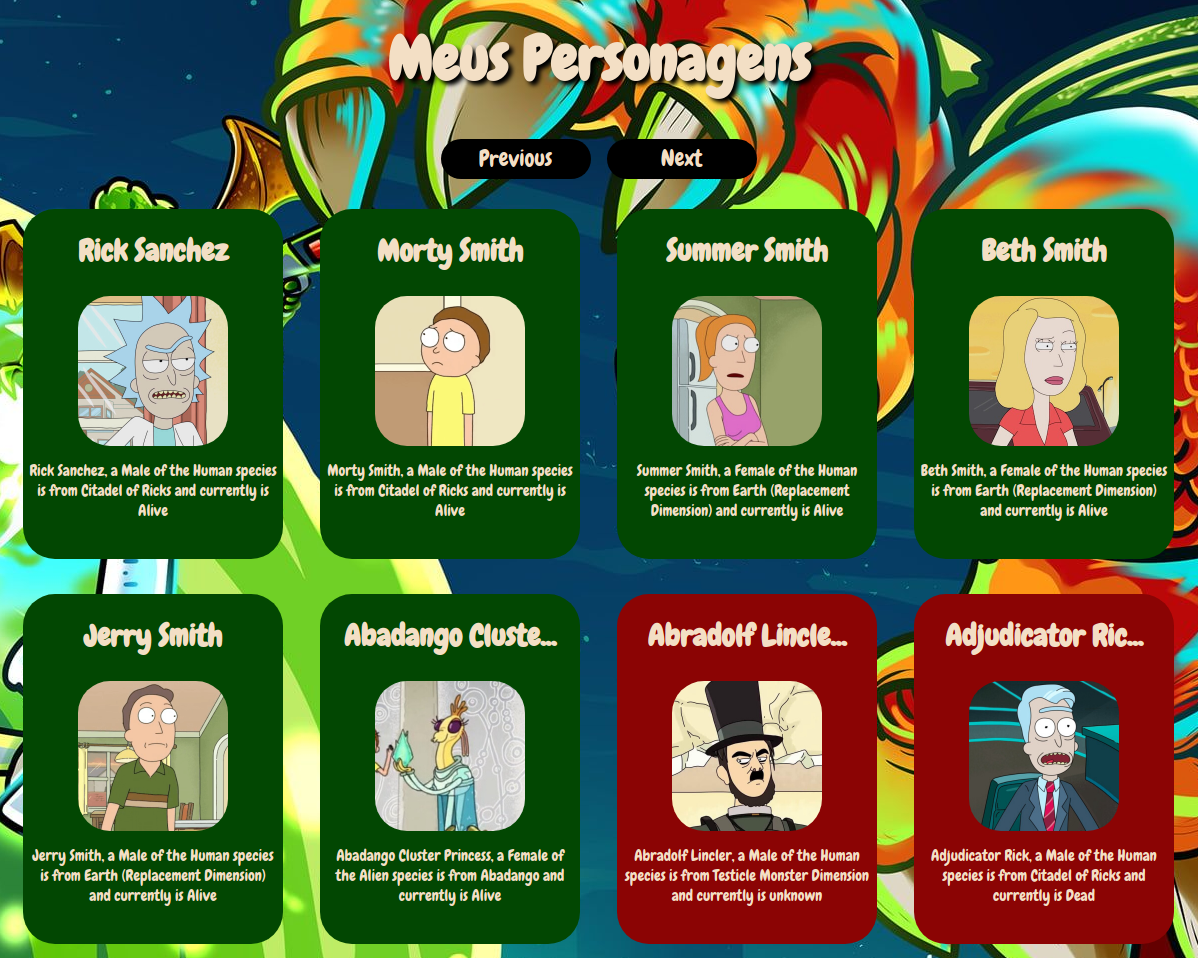 Meus Personagens
Previous
Next
Rick Sanchez
Rick Sanchez, a Male of the Human species
is from Citadel of Ricks and currently is
Alive
Morty Smith
Morty Smith, a Male of the Human species
is from Citadel of Ricks and currently is
Alive
Summer Smith
Summer Smith, a Female of the Human
species is from Earth (Replacement
Dimension) and currently is Alive
Beth Smith
Beth Smith, a Female of the Human species
is from Earth (Replacement Dimension)
and currently is Alive
Jerry Smith
Jerry Smith, a Male of the Human species
is from Earth (Replacement Dimension)
and currently is Alive
Abadango Cluste...
Abadango Cluster Princess, a Female of
the Alien species is from Abadango and
currently is Alive
Abradolf Lincle...
Abradolf Lincler, a Male of the Human
species is from Testicle Monster Dimension
and currently is unknown
Adjudicator Ric...
Adjudicator Rick, a Male of the Human
species is from Citadel of Ricks and
currently is Dead